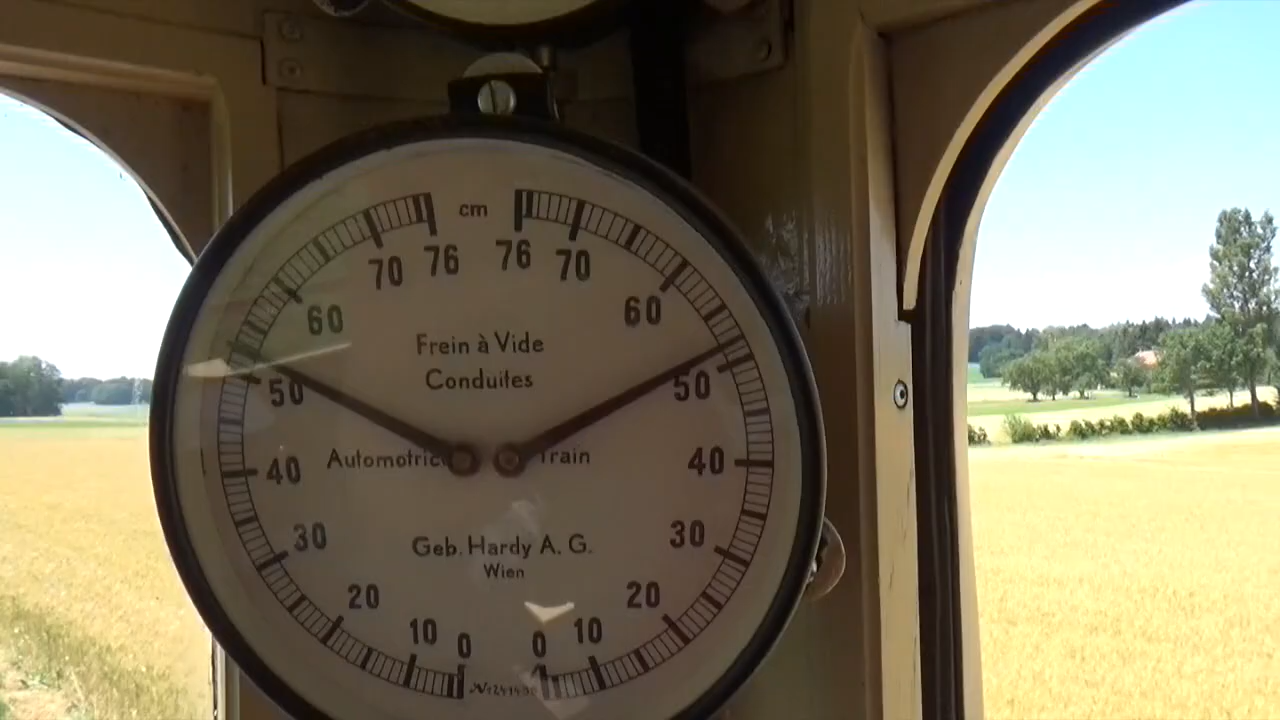 cm
76 76
70 70
60 60
Frein à Vide
Conduites
50 50
Automotrice Train
40 40
30 30
Geb. Hardy A. G.
Wien
20 20
10 10
0 0